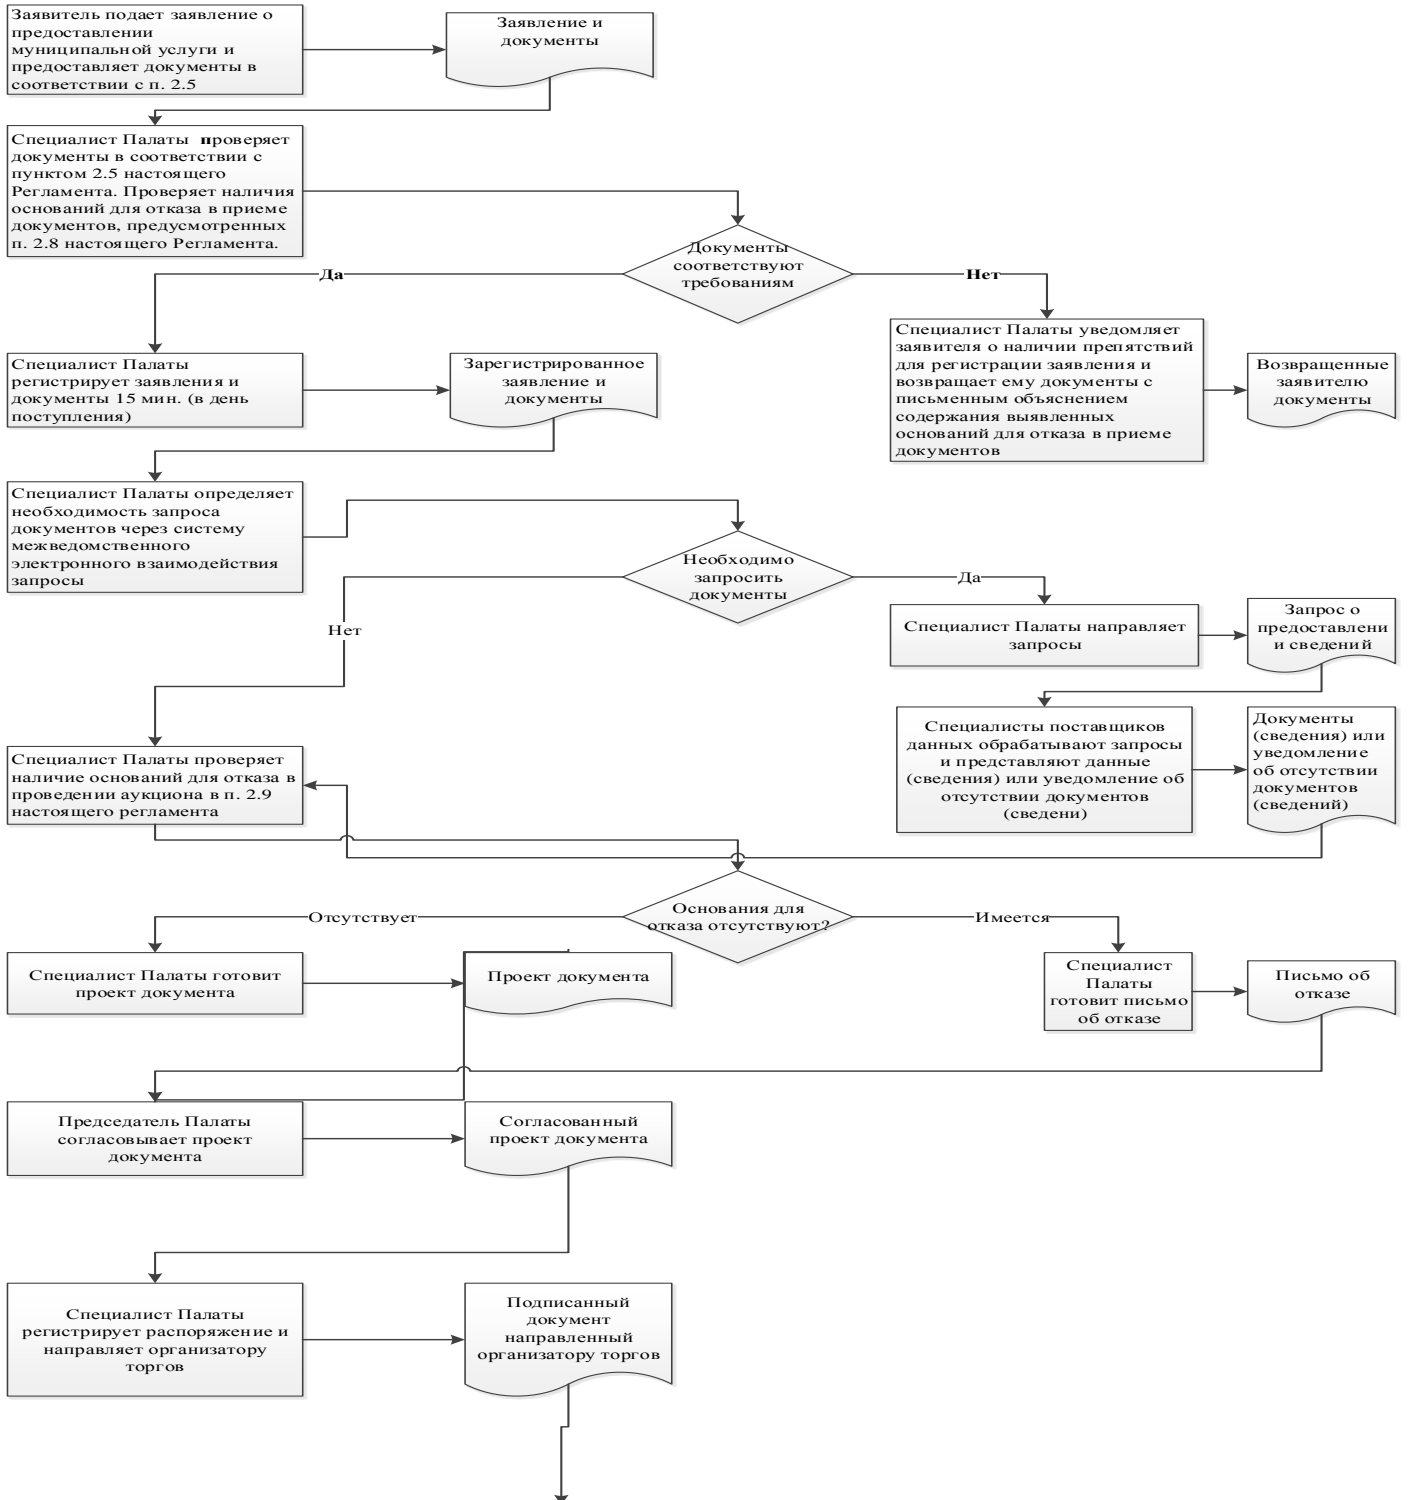 Заявитель подает заявление о
предоставлении
муниципальной услуги и
предоставляет документы в
соответствии с п. 2.5
Заявление и
документы
Специалист Палаты  проверяет
документы в соответствии с
пунктом 2.5 настоящего
Регламента. Проверяет наличия
оснований для отказа в приеме
документов, предусмотренных
п. 2.8 настоящего Регламента.
Документы
соответствуют
требованиям
Да
Нет
Специалист Палаты
регистрирует заявления и
документы 15 мин. (в день
поступления)
Зарегистрированное
заявление и
документы
Специалист Палаты уведомляет
заявителя о наличии препятствий
для регистрации заявления и
возвращает ему документы с
письменным объяснением
содержания выявленных
оснований для отказа в приеме
документов
Возвращенные
заявителю
документы
Специалист Палаты определяет
необходимость запроса
документов через систему
межведомственного
электронного взаимодействия
запросы
Необходимо
запросить
документы
Да
Нет
Специалист Палаты направляет
запросы
Запрос о
предоставлени
и сведений
Специалисты поставщиков
данных обрабатывают запросы
и представляют данные
(сведения) или уведомление об
отсутствии документов
(сведени)
Документы
(сведения) или
уведомление
об отсутствии
документов
(сведений)
Специалист Палаты проверяет
наличие оснований для отказа в
проведении аукциона в п. 2.9
настоящего регламента
Основания для
отказа отсутствуют?
Отсутствует
Имеется
Специалист Палаты готовит
проект документа
Проект документа
Специалист
Палаты
готовит письмо
об отказе
Письмо об
отказе
Председатель Палаты
согласовывает проект
документа
Согласованный
проект документа
Специалист Палаты
регистрирует распоряжение и
направляет организатору
торгов
Подписанный
документ
направленный
организатору торгов